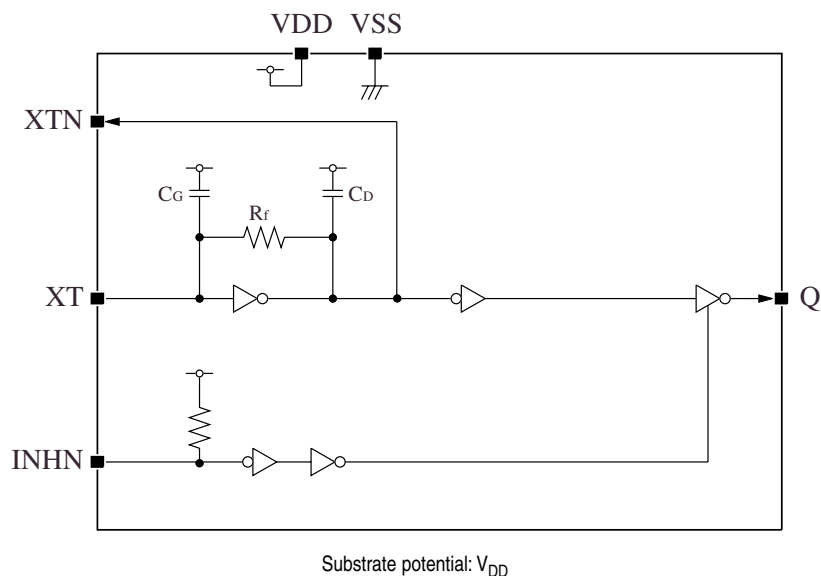 VDD VSS
XTN
CG CD
Rf
XT Q
INHN
Substrate potential: VDD